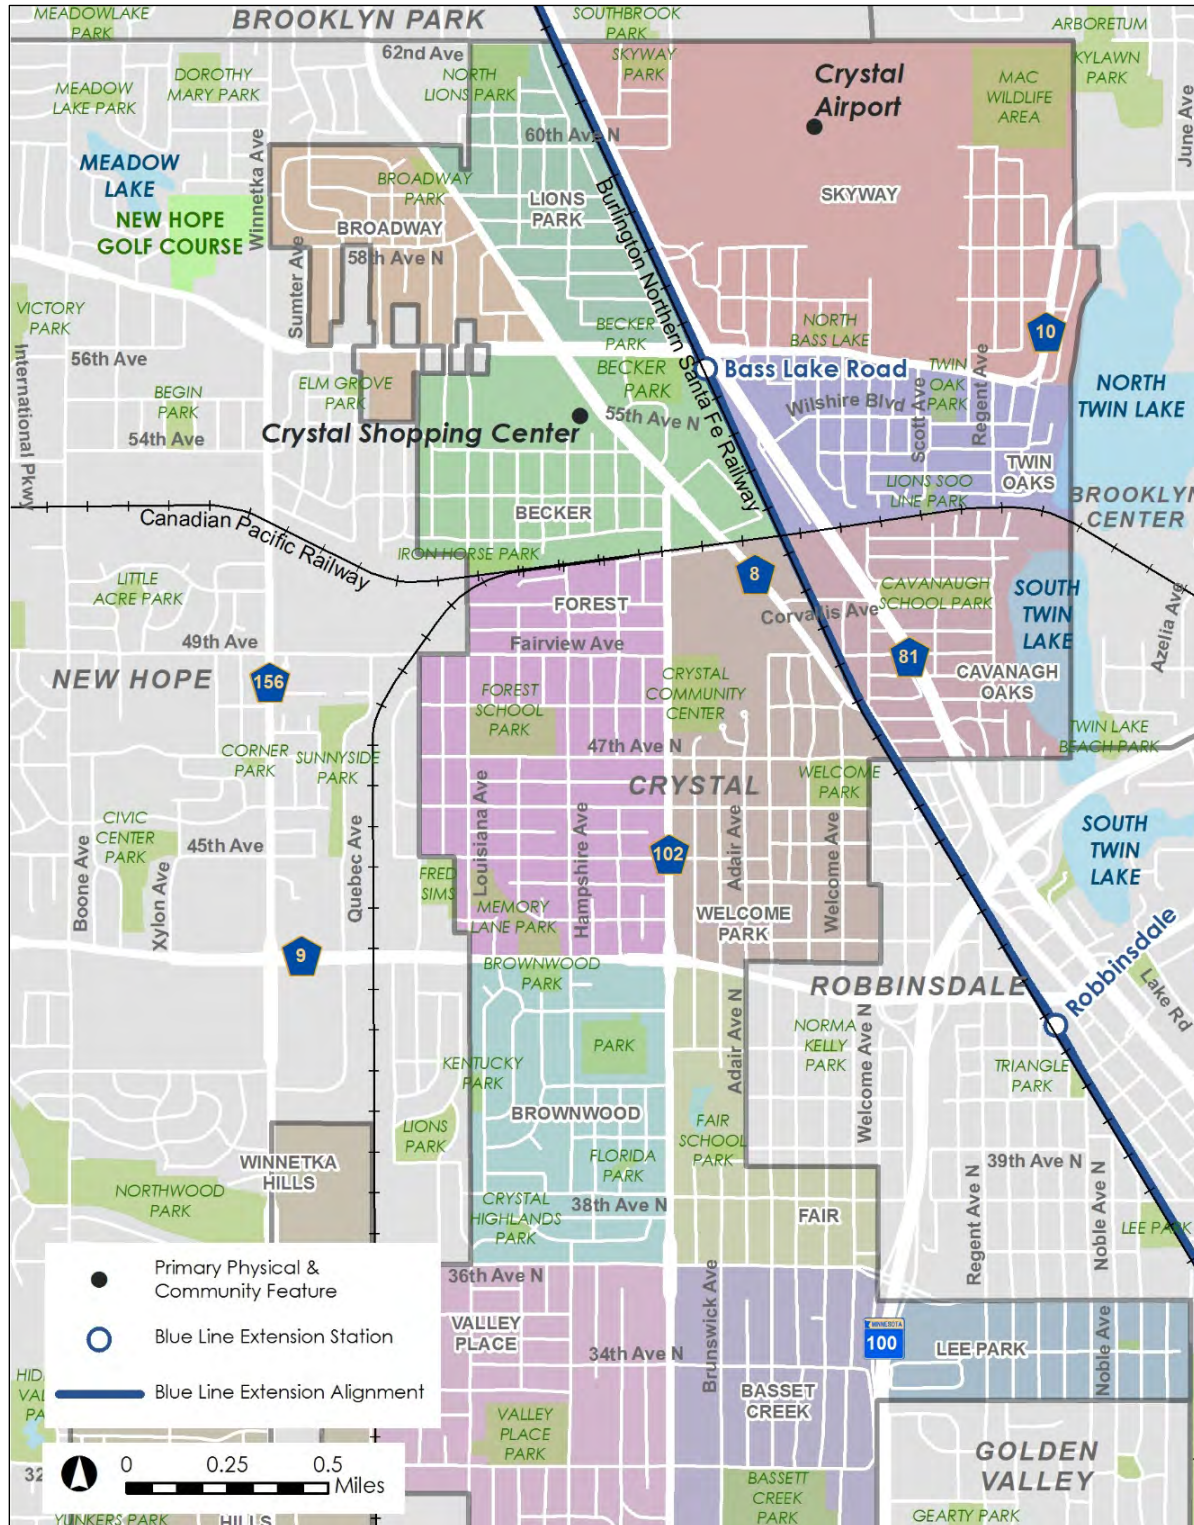 MEADOWLAKE
PARK
BROOKLYN PARK
SOUTHBROOK
PARK
ARBORETUM
62nd Ave
DOROTHY
MARY PARK
NORTH
LIONS PARK
SKYWAY
PARK
Crystal
Airport
MAC
WILDLIFE
AREA
KYLAWN
PARK
MEADOW
LAKE PARK
June Ave
60th Ave N
MEADOW
LAKE
Winnetka Ave
BROADWAY
PARK
LIONS
PARK
SKYWAY
NEW HOPE
GOLF COURSE
BROADWAY
58th Ave N
Burlington Northern Santa Fe Railway
Sumter Ave
VICTORY
PARK
International Pkwy
56th Ave
BECKER
PARK
NORTH
BASS LAKE
10
BECKER
PARK
Bass Lake Road
TWIN
OAK
PARK
Regent Ave
NORTH
TWIN LAKE
BEGIN
PARK
ELM GROVE
PARK
55th Ave N
Wilshire Blvd
Scott Ave
Crystal Shopping Center
54th Ave
TWIN
OAKS
LIONS SOO
LINE PARK
BROOKLYN
CENTER
BECKER
Canadian Pacific Railway
IRON HORSE PARK
8
LITTLE
ACRE PARK
FOREST
Corvallis Ave
CAVANAUGH
SCHOOL PARK
SOUTH
TWIN
LAKE
Azelia Ave
49th Ave
Fairview Ave
81
NEW HOPE
156
CAVANAGH
OAKS
FOREST
SCHOOL
PARK
CRYSTAL
COMMUNITY
CENTER
CORNER
PARK
SUNNYSIDE
PARK
47th Ave N
TWIN LAKE
BEACH PARK
CRYSTAL
WELCOME
PARK
CIVIC
CENTER
PARK
45th Ave
Boone Ave
Xylon Ave
Quebec Ave
Louisiana Ave
Hampshire Ave
102
Adair Ave
Welcome Ave
SOUTH
TWIN
LAKE
FRED
SIMS
MEMORY
LANE PARK
WELCOME
PARK
9
BROWNWOOD
PARK
ROBBINSDALE
Robbinsdale
Lake Rd
PARK
Adair Ave N
NORMA
KELLY
PARK
Welcome Ave N
TRIANGLE
PARK
KENTUCKY
PARK
BROWNWOOD
LIONS
PARK
FAIR
SCHOOL
PARK
WINNETKA
HILLS
FLORIDA
PARK
39th Ave N
NORTHWOOD
PARK
CRYSTAL
HIGHLANDS
PARK
38th Ave N
FAIR
Regent Ave N
Noble Ave N
LEE PARK
Primary Physical &
Community Feature
36th Ave N
Brunswick Ave
VALLEY
PLACE
MINNESOTA
100
Blue Line Extension Station
34th Ave N
LEE PARK
Noble Ave
Blue Line Extension Alignment
BASSET
CREEK
VALLEY
PLACE
PARK
GOLDEN
VALLEY
0 0.25 0.5
Miles
BASSETT
CREEK
PARK
GEARTY PARK
YUNKERS PARK
HILLS